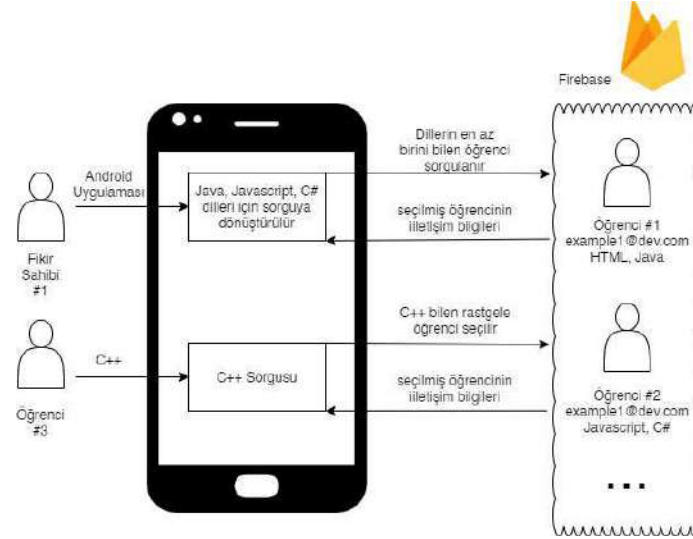 Firebase
Android
Uygulaması
Fikir
Sahibi
#1
Java, Javascript, C#
dilleri için sorguya
dönüştürülür
Dillerin en az
birini bilen öğrenci
sorgulanır
seçilmiş öğrencinin
iiletişim bilgileri
Öğrenci #1
example1@dev.com
HTML, Java
C++
Öğrenci
#3
C++ Sorgusu
C++ bilen rastgele
öğrenci seçilir
seçilmiş öğrencinin
iiletişim bilgileri
Öğrenci #2
example1@dev.com
Javascript, C#
...